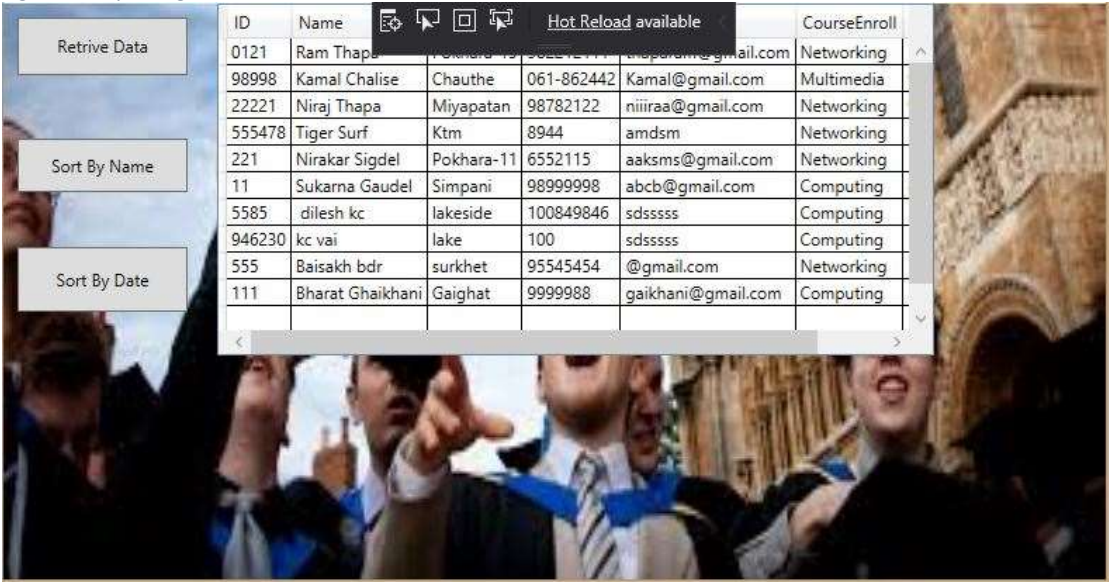 Retrive Data
Sort By Name
Sort By Date
Hot Reload available
ID Name CourseEnroll
0121 Ram Thapa Networking
98998 Kamal Chalise Chauthe 061-862442 Kamal@gmail.com Multimedia
22221 Niraj Thapa Miyapatan 98782122 niiiraa@gmail.com Networking
555478 Tiger Surf Ktm 8944 amdsm Networking
221 Nirakar Sigdel Pokhara-11 6552115 aaksms@gmail.com Networking
11 Sukarna Gaudel Simpani 98999998 abcb@gmail.com Computing
5585 dilesh kc lakeside 100849846 sdsssss Computing
946230 kc vai lake 100 sdsssss Computing
555 Baisakh bdr surkhet 95545454 @gmail.com Networking
111 Bharat Ghaikhani Gaighat 9999988 gaikhani@gmail.com Computing